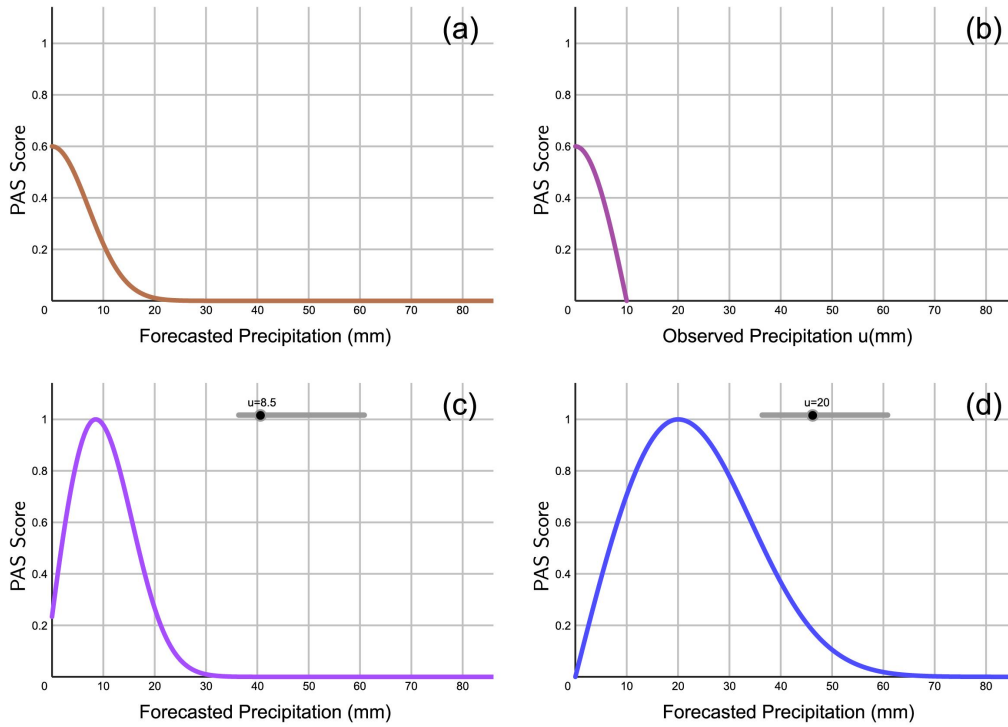 (a)
1
0.8
0.6
0.4
0.2
0
10 20 30 40 50 60 70 80
PAS Score
Forecasted Precipitation (mm)
(b)
1
0.8
0.6
0.4
0.2
0
10 20 30 40 50 60 70 80
PAS Score
Observed Precipitation u(mm)
(c)
u=8.5
1
0.8
0.6
0.4
0.2
0
10 20 30 40 50 60 70 80
PAS Score
Forecasted Precipitation (mm)
(d)
u=20
1
0.8
0.6
0.4
0.2
0
10 20 30 40 50 60 70 80
PAS Score
Forecasted Precipitation (mm)